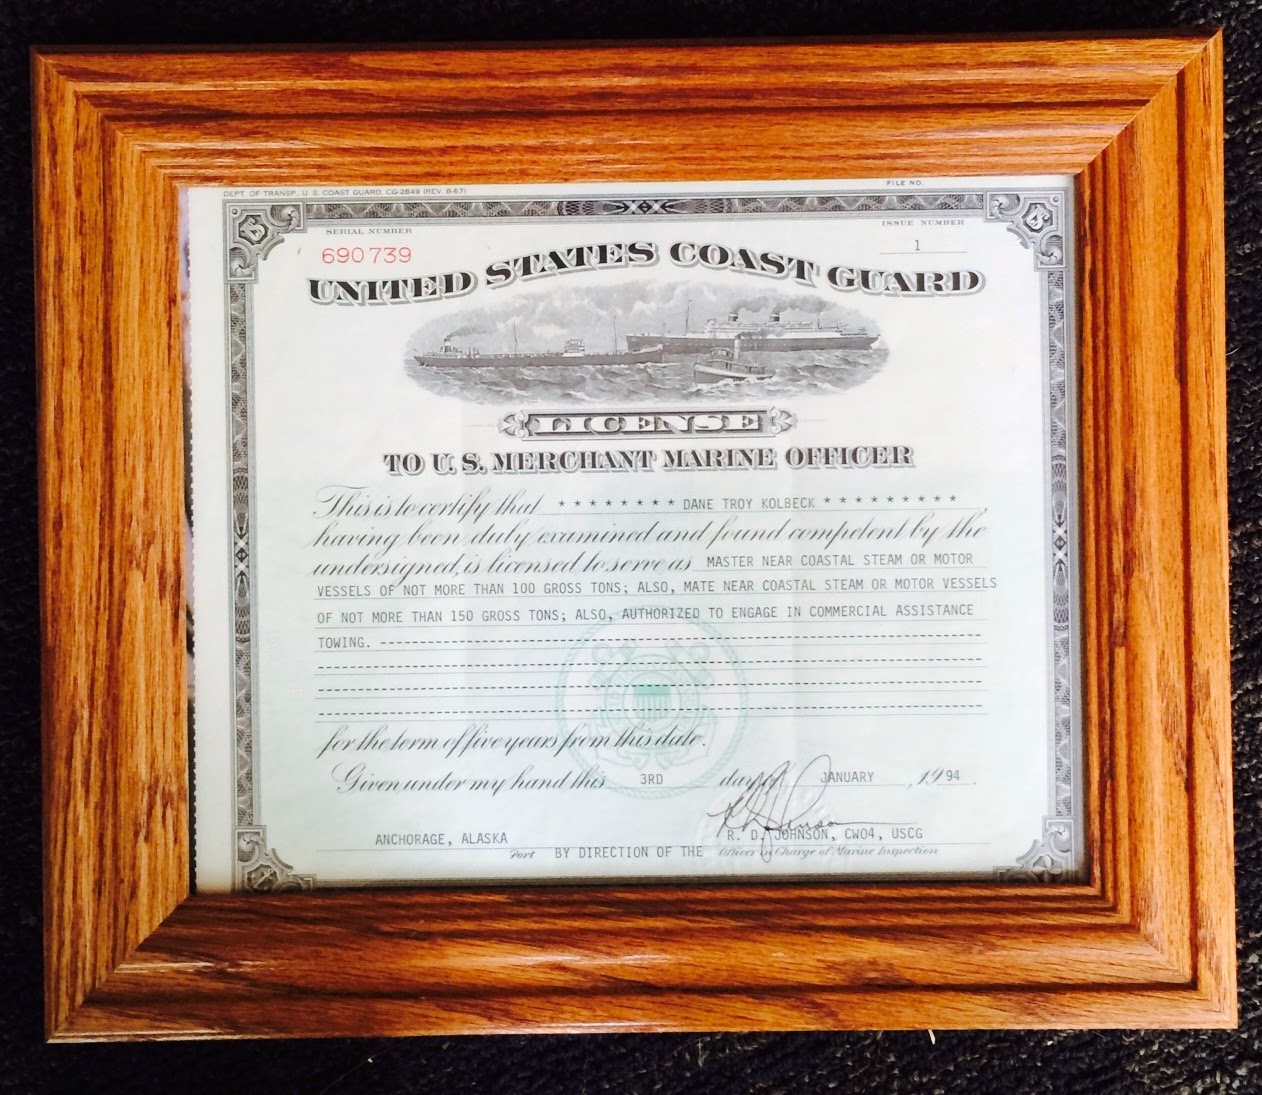 DEPT. OF TRANSP., U. S. COAST GUARD, CG-2849 (REV. 8-67)
FILE NO.
SERIAL NUMBER
ISSUE NUMBER
690739
1
UNITED STATES COAST GUARD
LICENSE
TO U. S. MERCHANT MARINE OFFICER
This is to certify that * * * * * * * * DANE TROY KOLBECK * * * * * * * * *
having been duly examined and found competent by the
undersigned, is licensed to serve as MASTER NEAR COASTAL STEAM OR MOTOR
VESSELS OF NOT MORE THAN 100 GROSS TONS; ALSO, MATE NEAR COASTAL STEAM OR MOTOR VESSELS
OF NOT MORE THAN 150 GROSS TONS; ALSO, AUTHORIZED TO ENGAGE IN COMMERCIAL ASSISTANCE
TOWING.
for the term of five years from this date.
Given under my hand this 3RD day of JANUARY , 19 94 .
ANCHORAGE, ALASKA
R. D. JOHNSON, CWO4, USCG
Port BY DIRECTION OF THE Officer in Charge of Marine Inspection